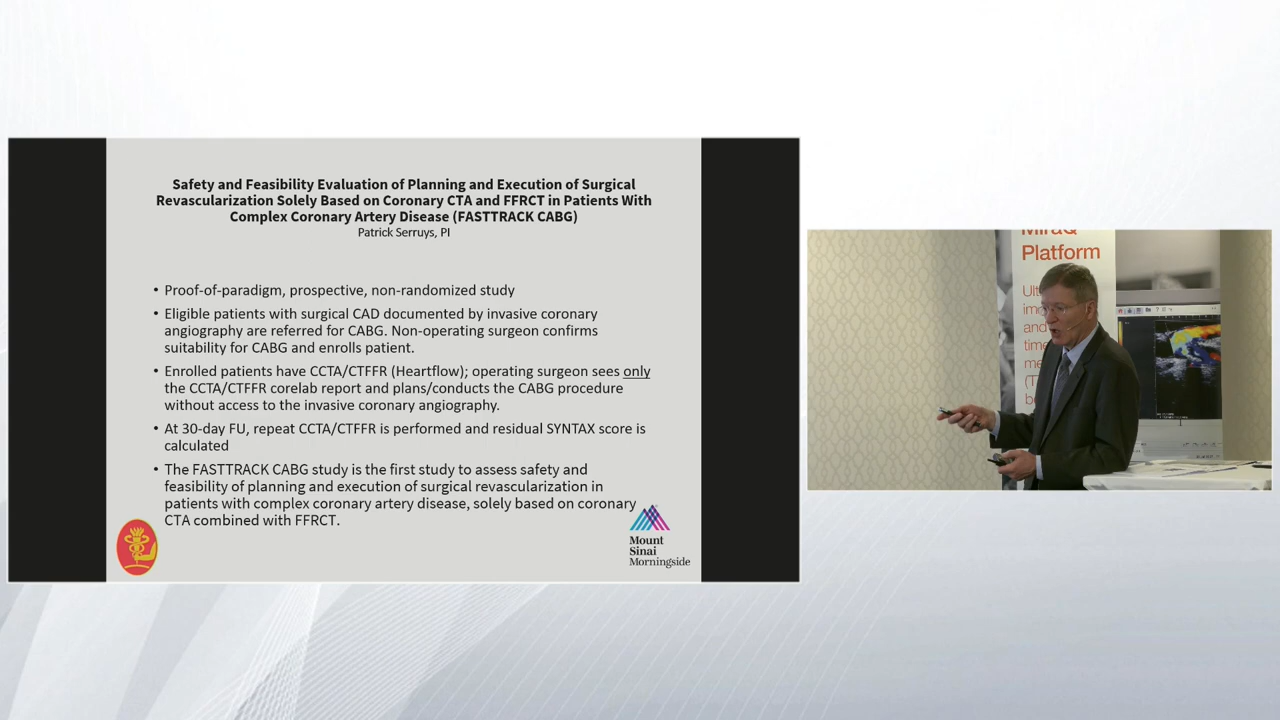 Safety and Feasibility Evaluation of Planning and Execution of Surgical
Revascularization Solely Based on Coronary CTA and FFRCT in Patients With
Complex Coronary Artery Disease (FASTTRACK CABG)
Patrick Serruys, PI
• Proof-of-paradigm, prospective, non-randomized study
• Eligible patients with surgical CAD documented by invasive coronary
angiography are referred for CABG. Non-operating surgeon confirms
suitability for CABG and enrolls patient.
• Enrolled patients have CCTA/CTFFR (Heartflow); operating surgeon sees only
the CCTA/CTFFR corelab report and plans/conducts the CABG procedure
without access to the invasive coronary angiography.
• At 30-day FU, repeat CCTA/CTFFR is performed and residual SYNTAX score is
calculated
• The FASTTRACK CABG study is the first study to assess safety and
feasibility of planning and execution of surgical revascularization in
patients with complex coronary artery disease, solely based on coronary
CTA combined with FFRCT.
Mount
Sinai
Morningside
MiraQ
Platform
and
time